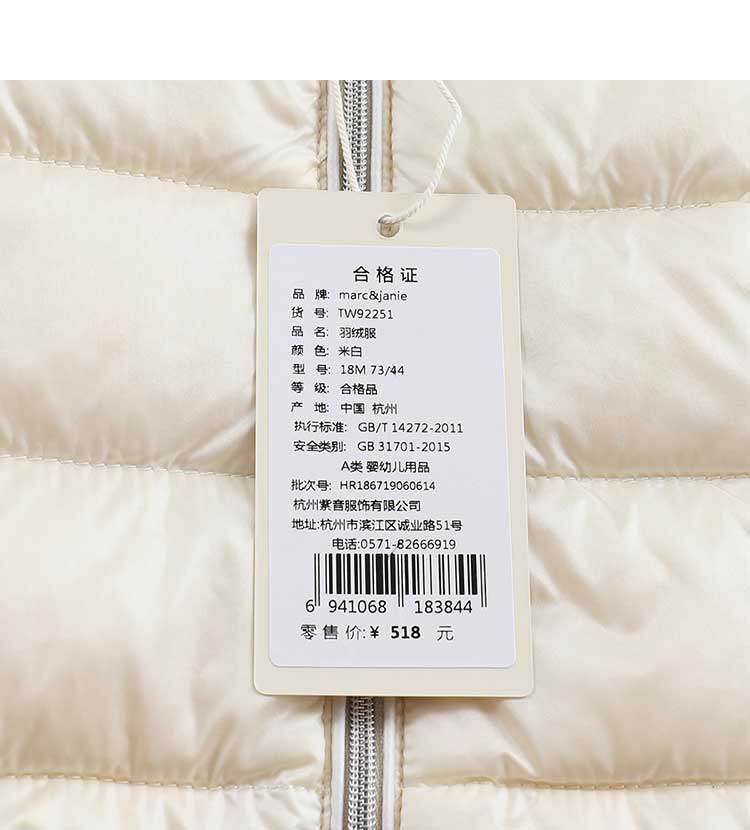 合格证
品 牌: marc&janie
货 号: TW92251
品 名: 羽绒服
颜 色: 米白
型 号: 18M 73/44
等 级: 合格品
产 地: 中国 杭州
执行标准: GB/T 14272-2011
安全类别: GB 31701-2015
A类 婴幼儿用品
批次号: HR186719060614
杭州紫音服饰有限公司
地址:杭州市滨江区诚业路51号
电话:0571-82666919
6 941068 183844
零售价:¥ 518 元